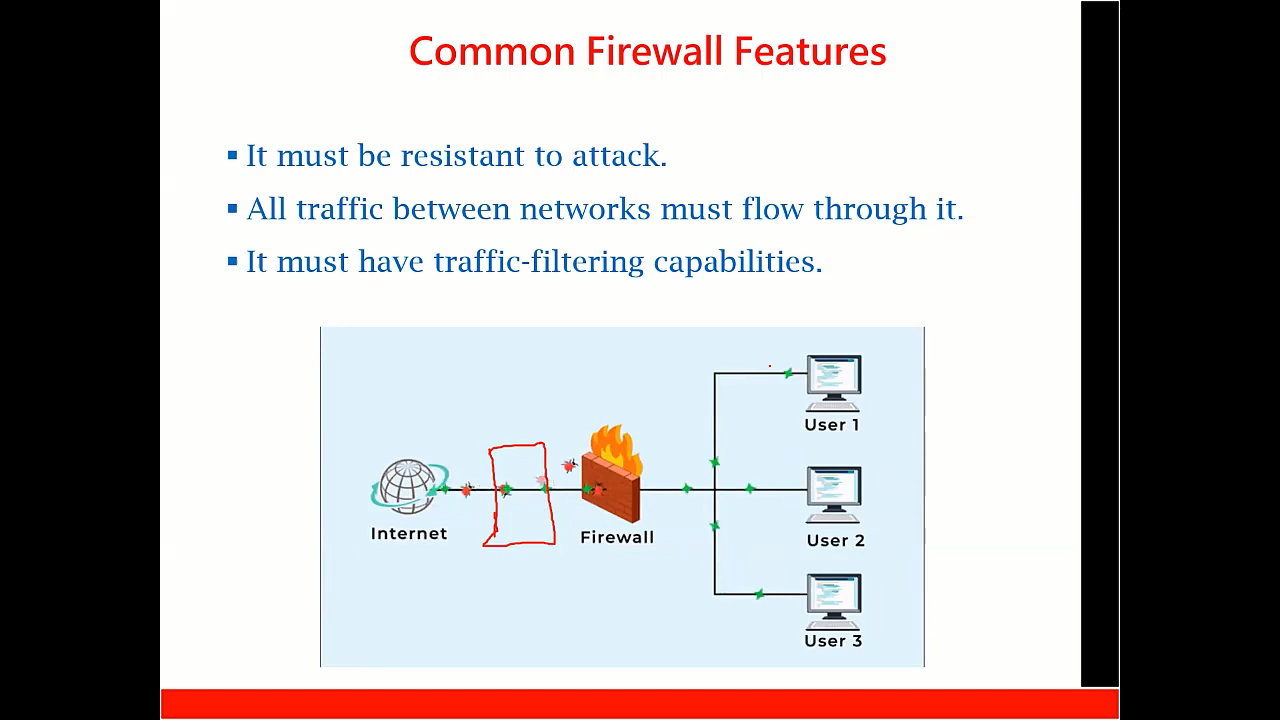 Common Firewall Features
▪ It must be resistant to attack.
▪ All traffic between networks must flow through it.
▪ It must have traffic-filtering capabilities.
User 1
Internet
Firewall
User 2
User 3